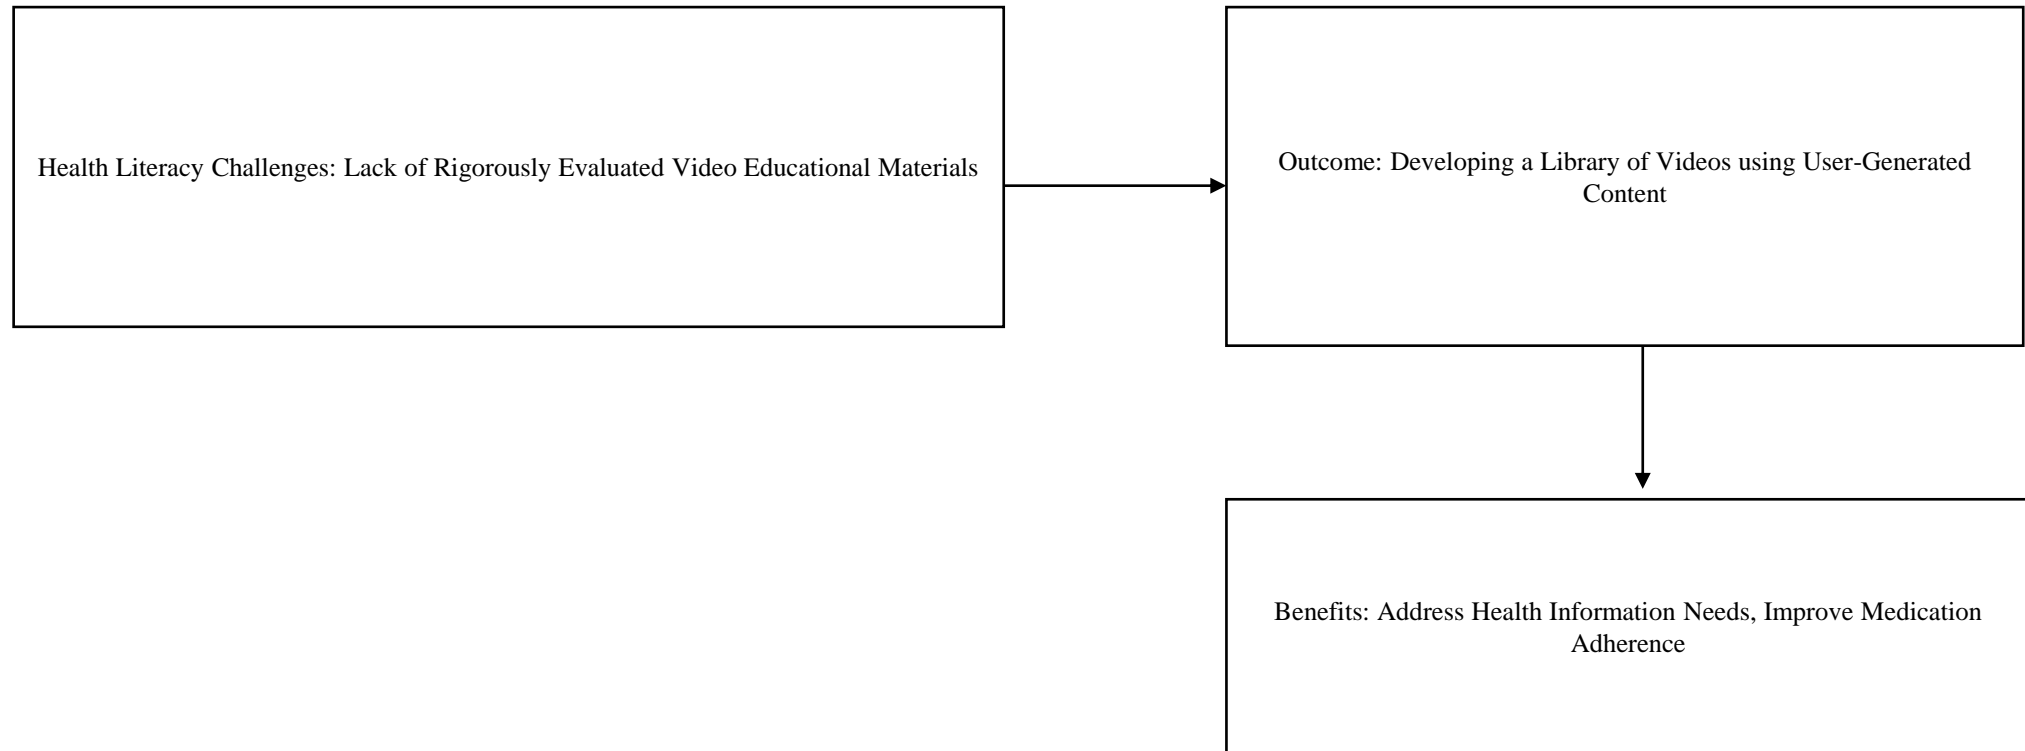 Health Literacy Challenges: Lack of Rigorously Evaluated Video Educational Materials
Outcome: Developing a Library of Videos using User-Generated
Content
Benefits: Address Health Information Needs, Improve Medication
Adherence